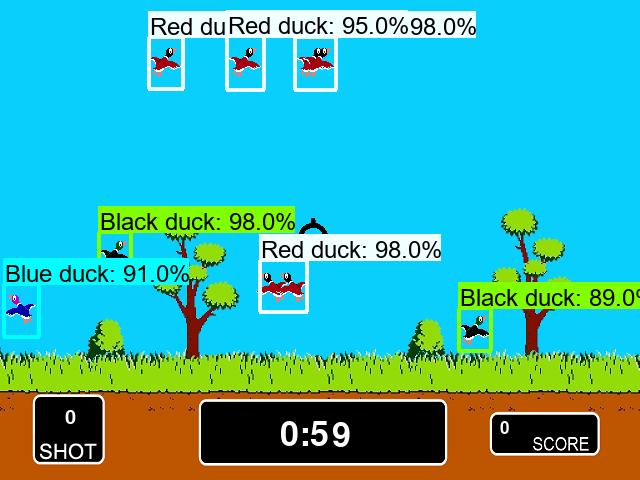 Red du
Red duck: 95.0%
98.0%
Black duck: 98.0%
Red duck: 98.0%
Blue duck: 91.0%
Black duck: 89.0%
0
SHOT
0:59
0
SCORE